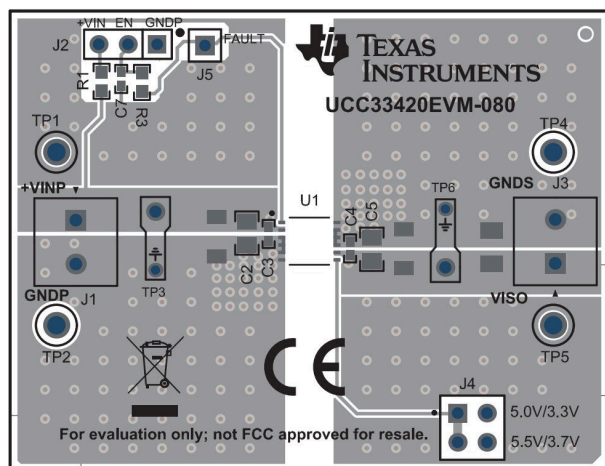 +VIN EN GNDP
J2
FAULT
J5
R1
C7
R3
TEXAS
INSTRUMENTS
UCC33420EVM-080
TP1
TP4
+VINP
GNDS
J3
TP6
U1
C4
C5
C2
C3
TP3
GNDP
J1
VISO
TP2
TP5
CE
J4
5.0V/3.3V
5.5V/3.7V
For evaluation only; not FCC approved for resale.